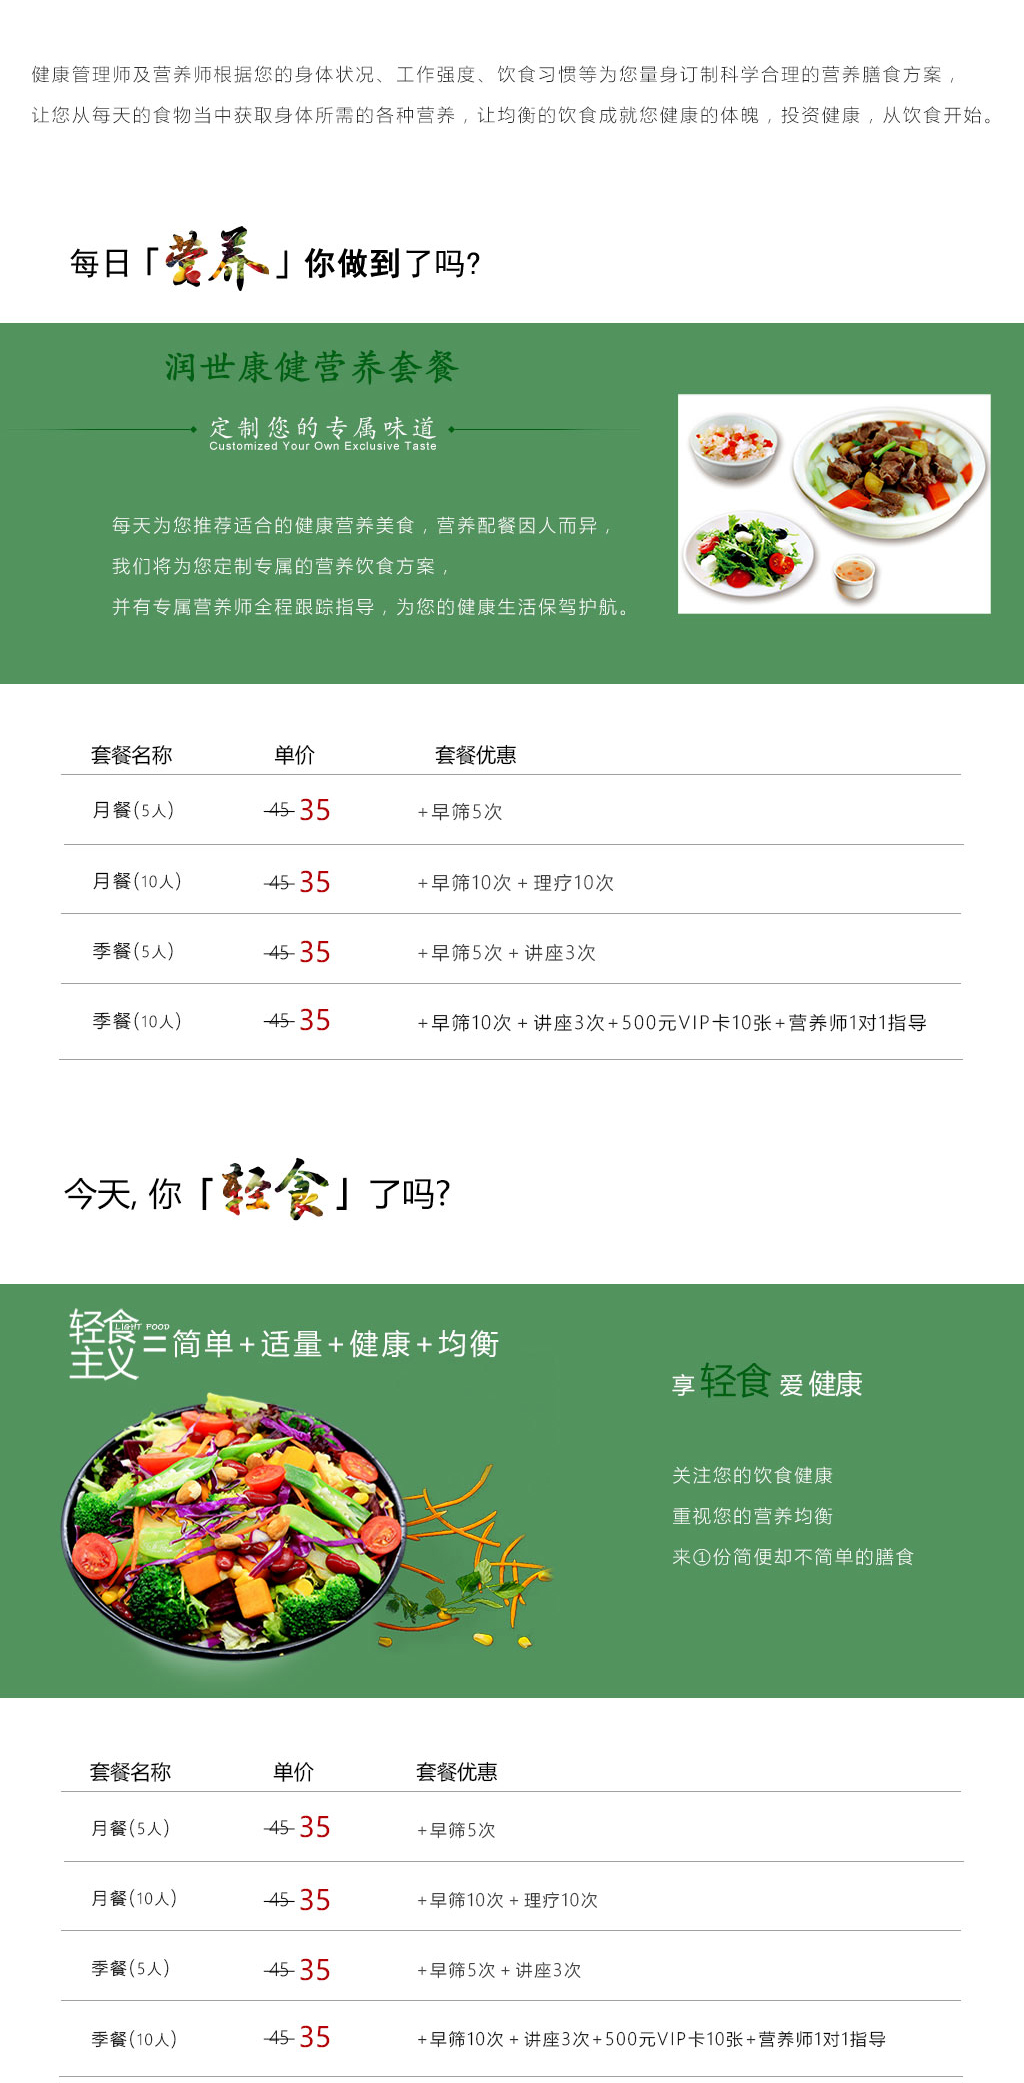 健康管理师及营养师根据您的身体状况、工作强度、饮食习惯等为您量身订制科学合理的营养膳食方案，
让您从每天的食物当中获取身体所需的各种营养，让均衡的饮食成就您健康的体魄，投资健康，从饮食开始。
每日「营养」你做到了吗?
润世康健营养套餐
定制您的专属味道
Customized Your Own Exclusive Taste
每天为您推荐适合的健康营养美食，营养配餐因人而异，
我们将为您定制专属的营养饮食方案，
并有专属营养师全程跟踪指导，为您的健康生活保驾护航。
套餐名称 单价 套餐优惠
月餐(5人) 45 35 +早筛5次
月餐(10人) 45 35 +早筛10次+理疗10次
季餐(5人) 45 35 +早筛5次+讲座3次
季餐(10人) 45 35 +早筛10次+讲座3次+500元VIP卡10张+营养师1对1指导
今天, 你「轻食」了吗?
轻食主义 LIGHT FOOD =简单+适量+健康+均衡
享 轻食 爱 健康
关注您的饮食健康
重视您的营养均衡
来①份简便却不简单的膳食
套餐名称 单价 套餐优惠
月餐(5人) 45 35 +早筛5次
月餐(10人) 45 35 +早筛10次+理疗10次
季餐(5人) 45 35 +早筛5次+讲座3次
季餐(10人) 45 35 +早筛10次+讲座3次+500元VIP卡10张+营养师1对1指导